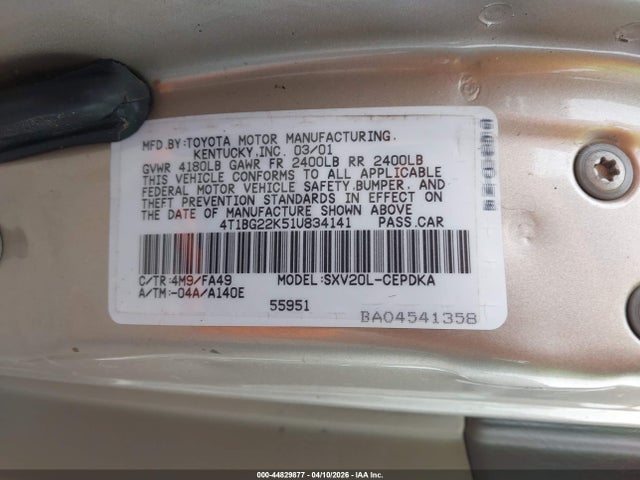 MFD.BY:TOYOTA MOTOR MANUFACTURING,
KENTUCKY,INC. 03/01
GVWR 4180LB GAWR FR 2400LB RR 2400LB
THIS VEHICLE CONFORMS TO ALL APPLICABLE
FEDERAL MOTOR VEHICLE SAFETY,BUMPER, AND
THEFT PREVENTION STANDARDS IN EFFECT ON
THE DATE OF MANUFACTURE SHOWN ABOVE
4T1BG22K51U834141 PASS.CAR
C/TR:4M9/FA49 MODEL:SXV20L-CEPDKA
A/TM:-04A/A140E
55951
BA04541358
000-44829877 04/10/2026 IAA Inc.